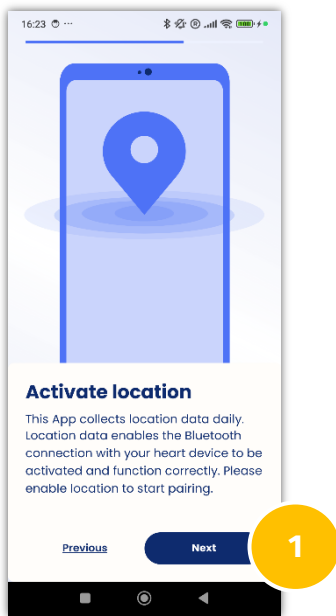 16:23 ...
Activate location
This App collects location data daily.
Location data enables the Bluetooth
connection with your heart device to be
activated and function correctly. Please
enable location to start pairing.
Previous Next
1